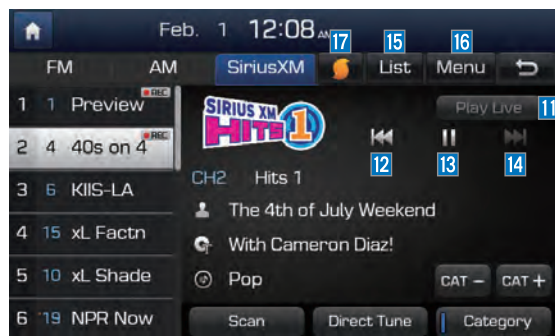 Feb. 1 12:08 AM
17 15 16
FM AM SiriusXM List Menu
1 1 Preview REC
SIRIUS XM HITS 1
Play Live 11
2 4 40s on 4 REC
12 13 14
CH2 Hits 1
3 6 KIIS-LA
The 4th of July Weekend
4 15 xL Factn
With Cameron Diaz!
5 10 xL Shade
Pop
CAT − CAT +
6 19 NPR Now
Scan Direct Tune Category